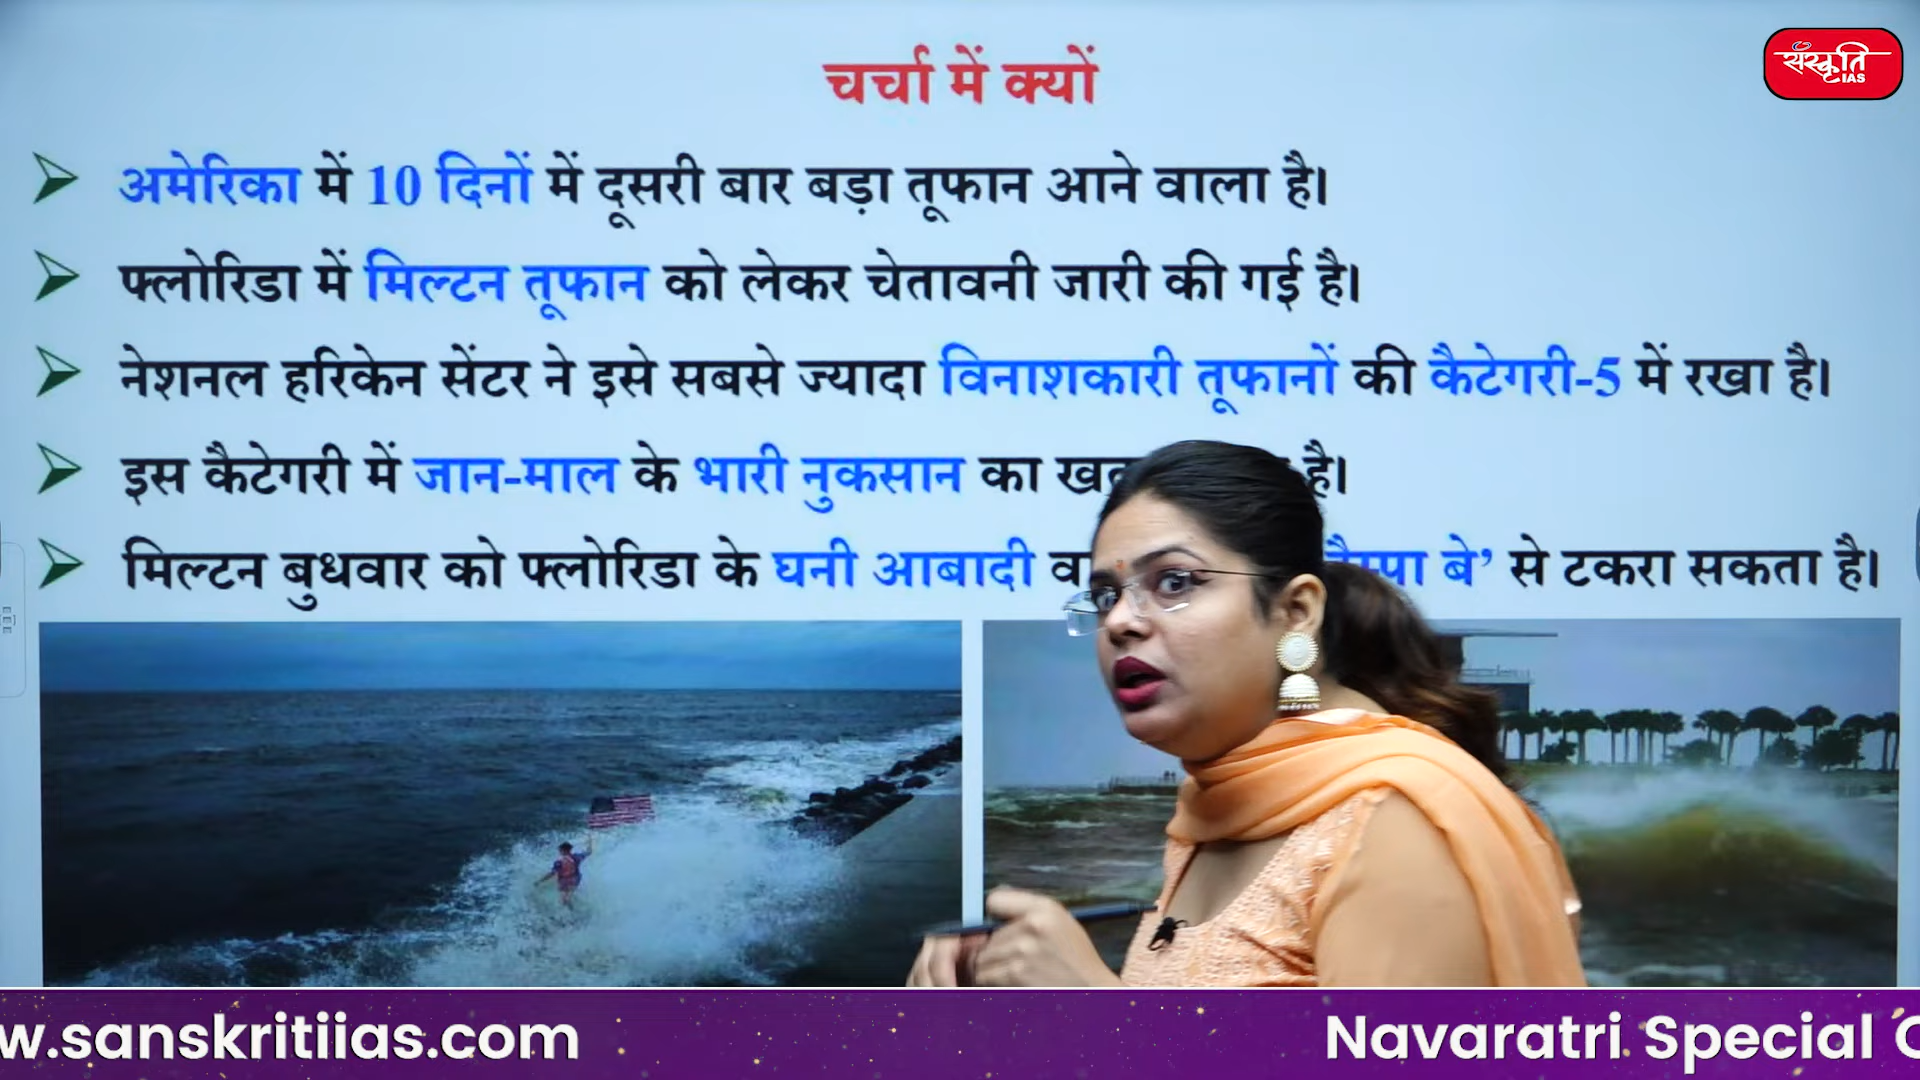 संस्कृति
IAS
चर्चा में क्यों
अमेरिका में 10 दिनों में दूसरी बार बड़ा तूफान आने वाला है।
फ्लोरिडा में मिल्टन तूफान को लेकर चेतावनी जारी की गई है।
नेशनल हरिकेन सेंटर ने इसे सबसे ज्यादा विनाशकारी तूफानों की कैटेगरी-5 में रखा है।
इस कैटेगरी में जान-माल के भारी नुकसान का है।
मिल्टन बुधवार को फ्लोरिडा के घनी आबादी बे’ से टकरा सकता है।
w.sanskritiias.com
Navaratri Special